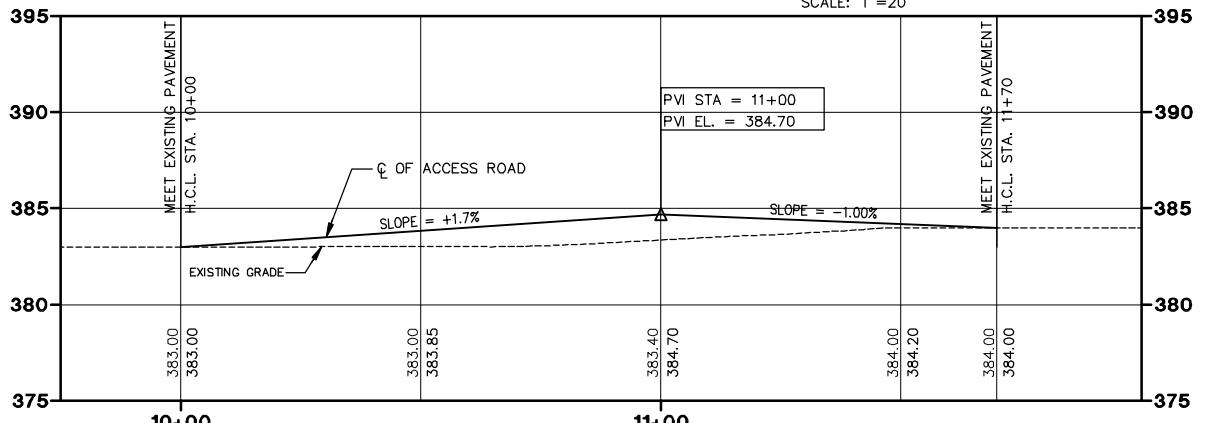 SCALE: 1"=20'
395
395
MEET EXISTING PAVEMENT
H.C.L. STA. 10+00
MEET EXISTING PAVEMENT
H.C.L. STA. 11+70
PVI STA = 11+00
PVI EL. = 384.70
390
390
℄ OF ACCESS ROAD
385
385
SLOPE = +1.7%
SLOPE = -1.00%
EXISTING GRADE
380
380
383.00
383.00
383.00
383.85
383.40
384.70
384.00
384.20
384.00
384.00
375
375
10+00
11+00